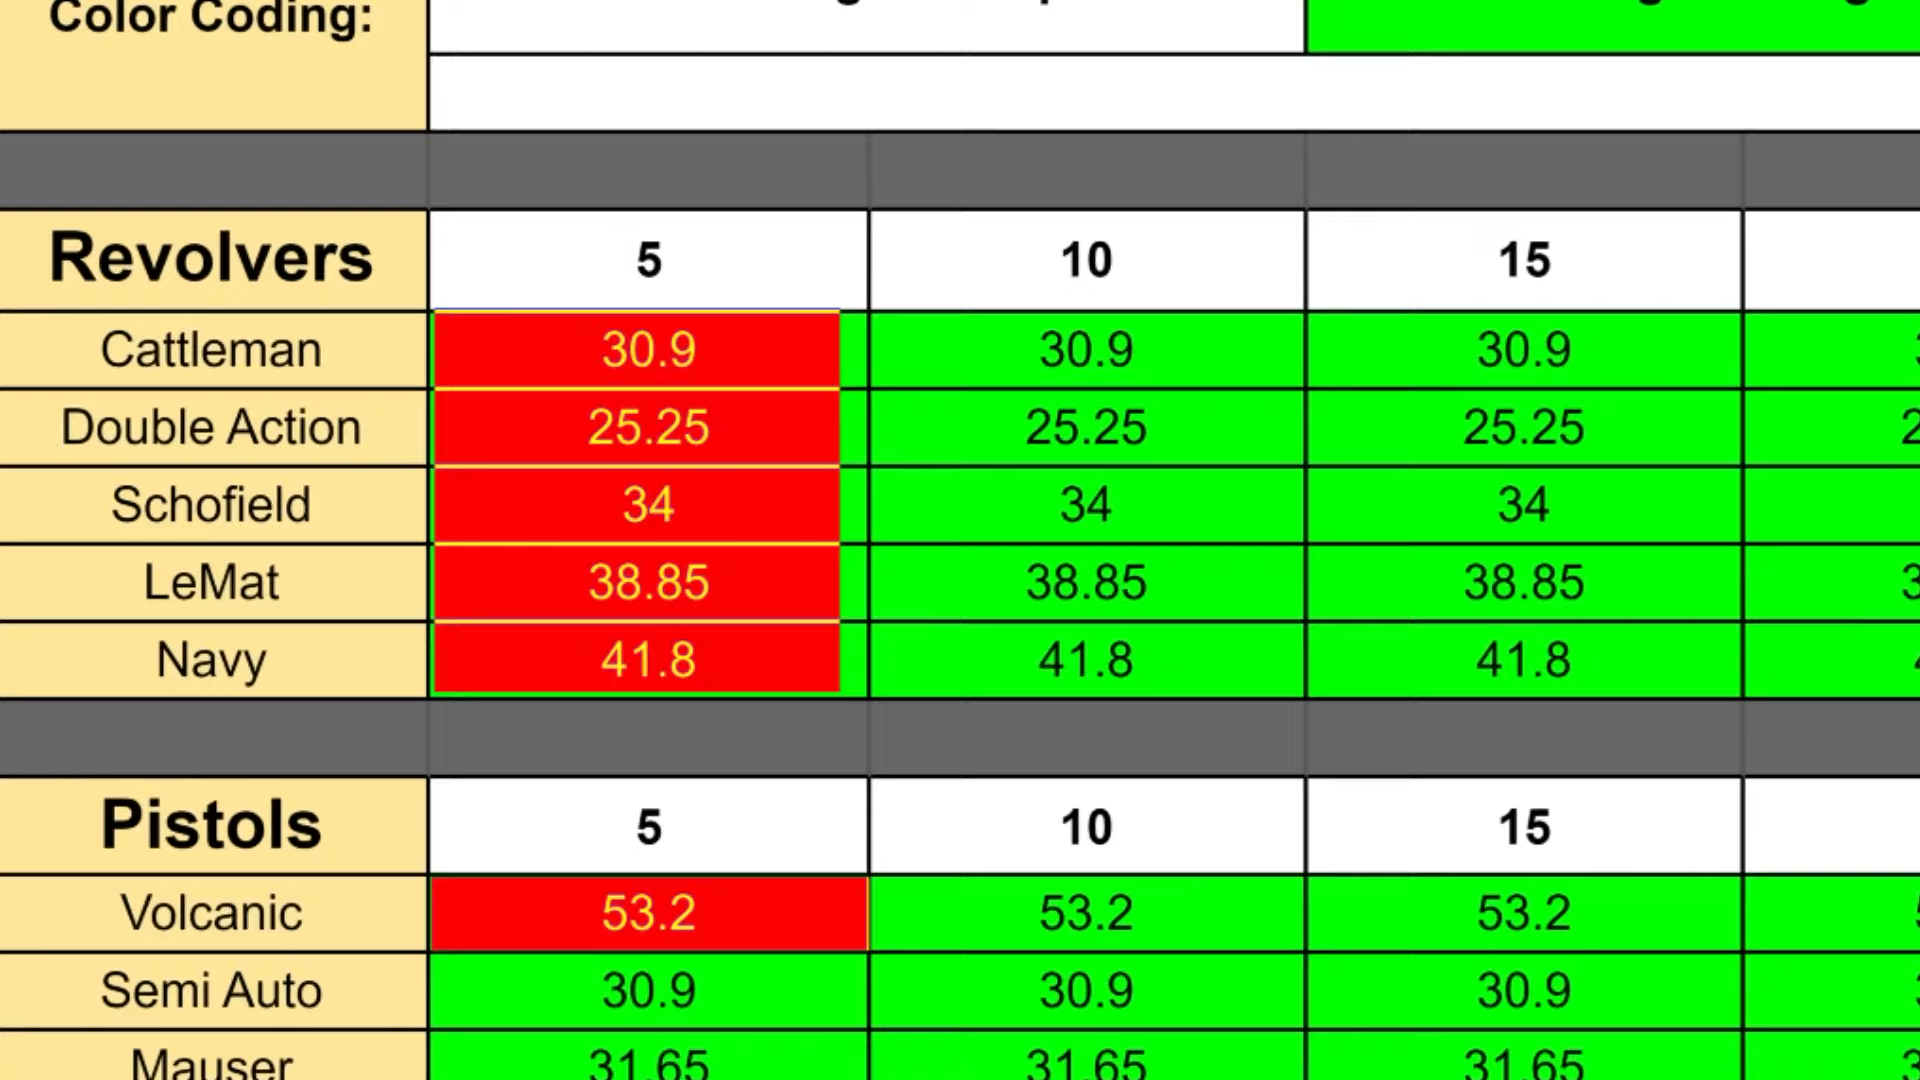 Color Coding:
Revolvers 5 10 15
Cattleman 30.9 30.9 30.9
Double Action 25.25 25.25 25.25
Schofield 34 34 34
LeMat 38.85 38.85 38.85
Navy 41.8 41.8 41.8
Pistols 5 10 15
Volcanic 53.2 53.2 53.2
Semi Auto 30.9 30.9 30.9
Mauser 31.65 31.65 31.65